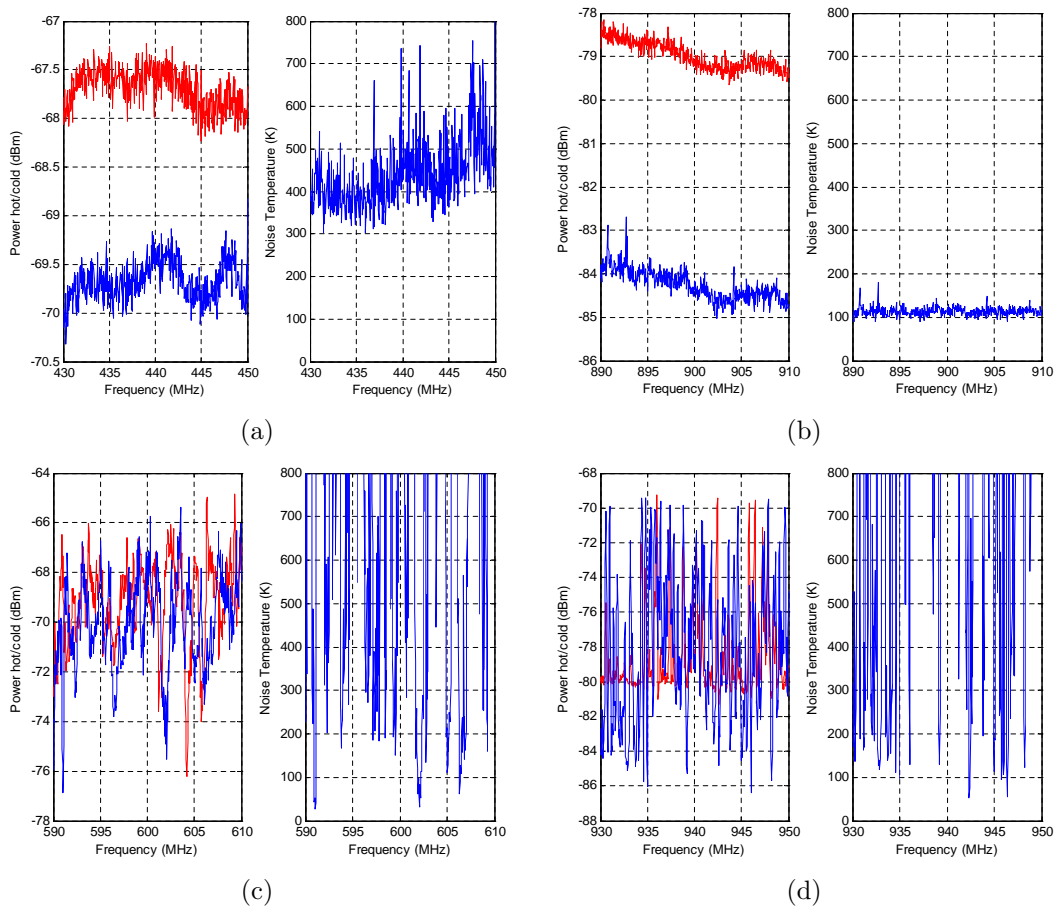 -67
-67.5
-68
-68.5
-69
-69.5
-70
-70.5
430 435 440 445 450
Power hot/cold (dBm)
Frequency (MHz)
800
700
600
500
400
300
200
100
0
430 435 440 445 450
Noise Temperature (K)
Frequency (MHz)
(a)
-78
-79
-80
-81
-82
-83
-84
-85
-86
890 895 900 905 910
Power hot/cold (dBm)
Frequency (MHz)
800
700
600
500
400
300
200
100
0
890 895 900 905 910
Noise Temperature (K)
Frequency (MHz)
(b)
-64
-66
-68
-70
-72
-74
-76
-78
590 595 600 605 610
Power hot/cold (dBm)
Frequency (MHz)
800
700
600
500
400
300
200
100
0
590 595 600 605 610
Noise Temperature (K)
Frequency (MHz)
(c)
-68
-70
-72
-74
-76
-78
-80
-82
-84
-86
-88
930 935 940 945 950
Power hot/cold (dBm)
Frequency (MHz)
800
700
600
500
400
300
200
100
0
930 935 940 945 950
Noise Temperature (K)
Frequency (MHz)
(d)